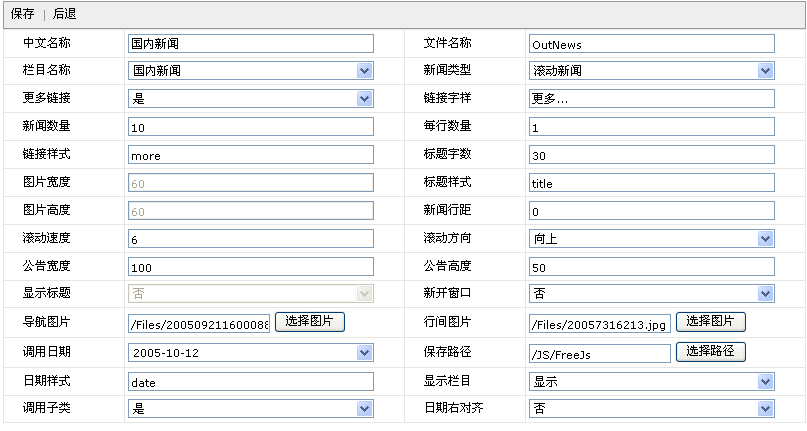 保存 | 后退
中文名称 国内新闻 文件名称 OutNews
栏目名称 国内新闻 新闻类型 滚动新闻
更多链接 是 链接字样 更多...
新闻数量 10 每行数量 1
链接样式 more 标题字数 30
图片宽度 60 标题样式 title
图片高度 60 新闻行距 0
滚动速度 6 滚动方向 向上
公告宽度 100 公告高度 50
显示标题 否 新开窗口 否
导航图片 /Files/200509211600088 选择图片 行间图片 /Files/20057316213.jpg 选择图片
调用日期 2005-10-12 保存路径 /JS/FreeJs 选择路径
日期样式 date 显示栏目 显示
调用子类 是 日期右对齐 否